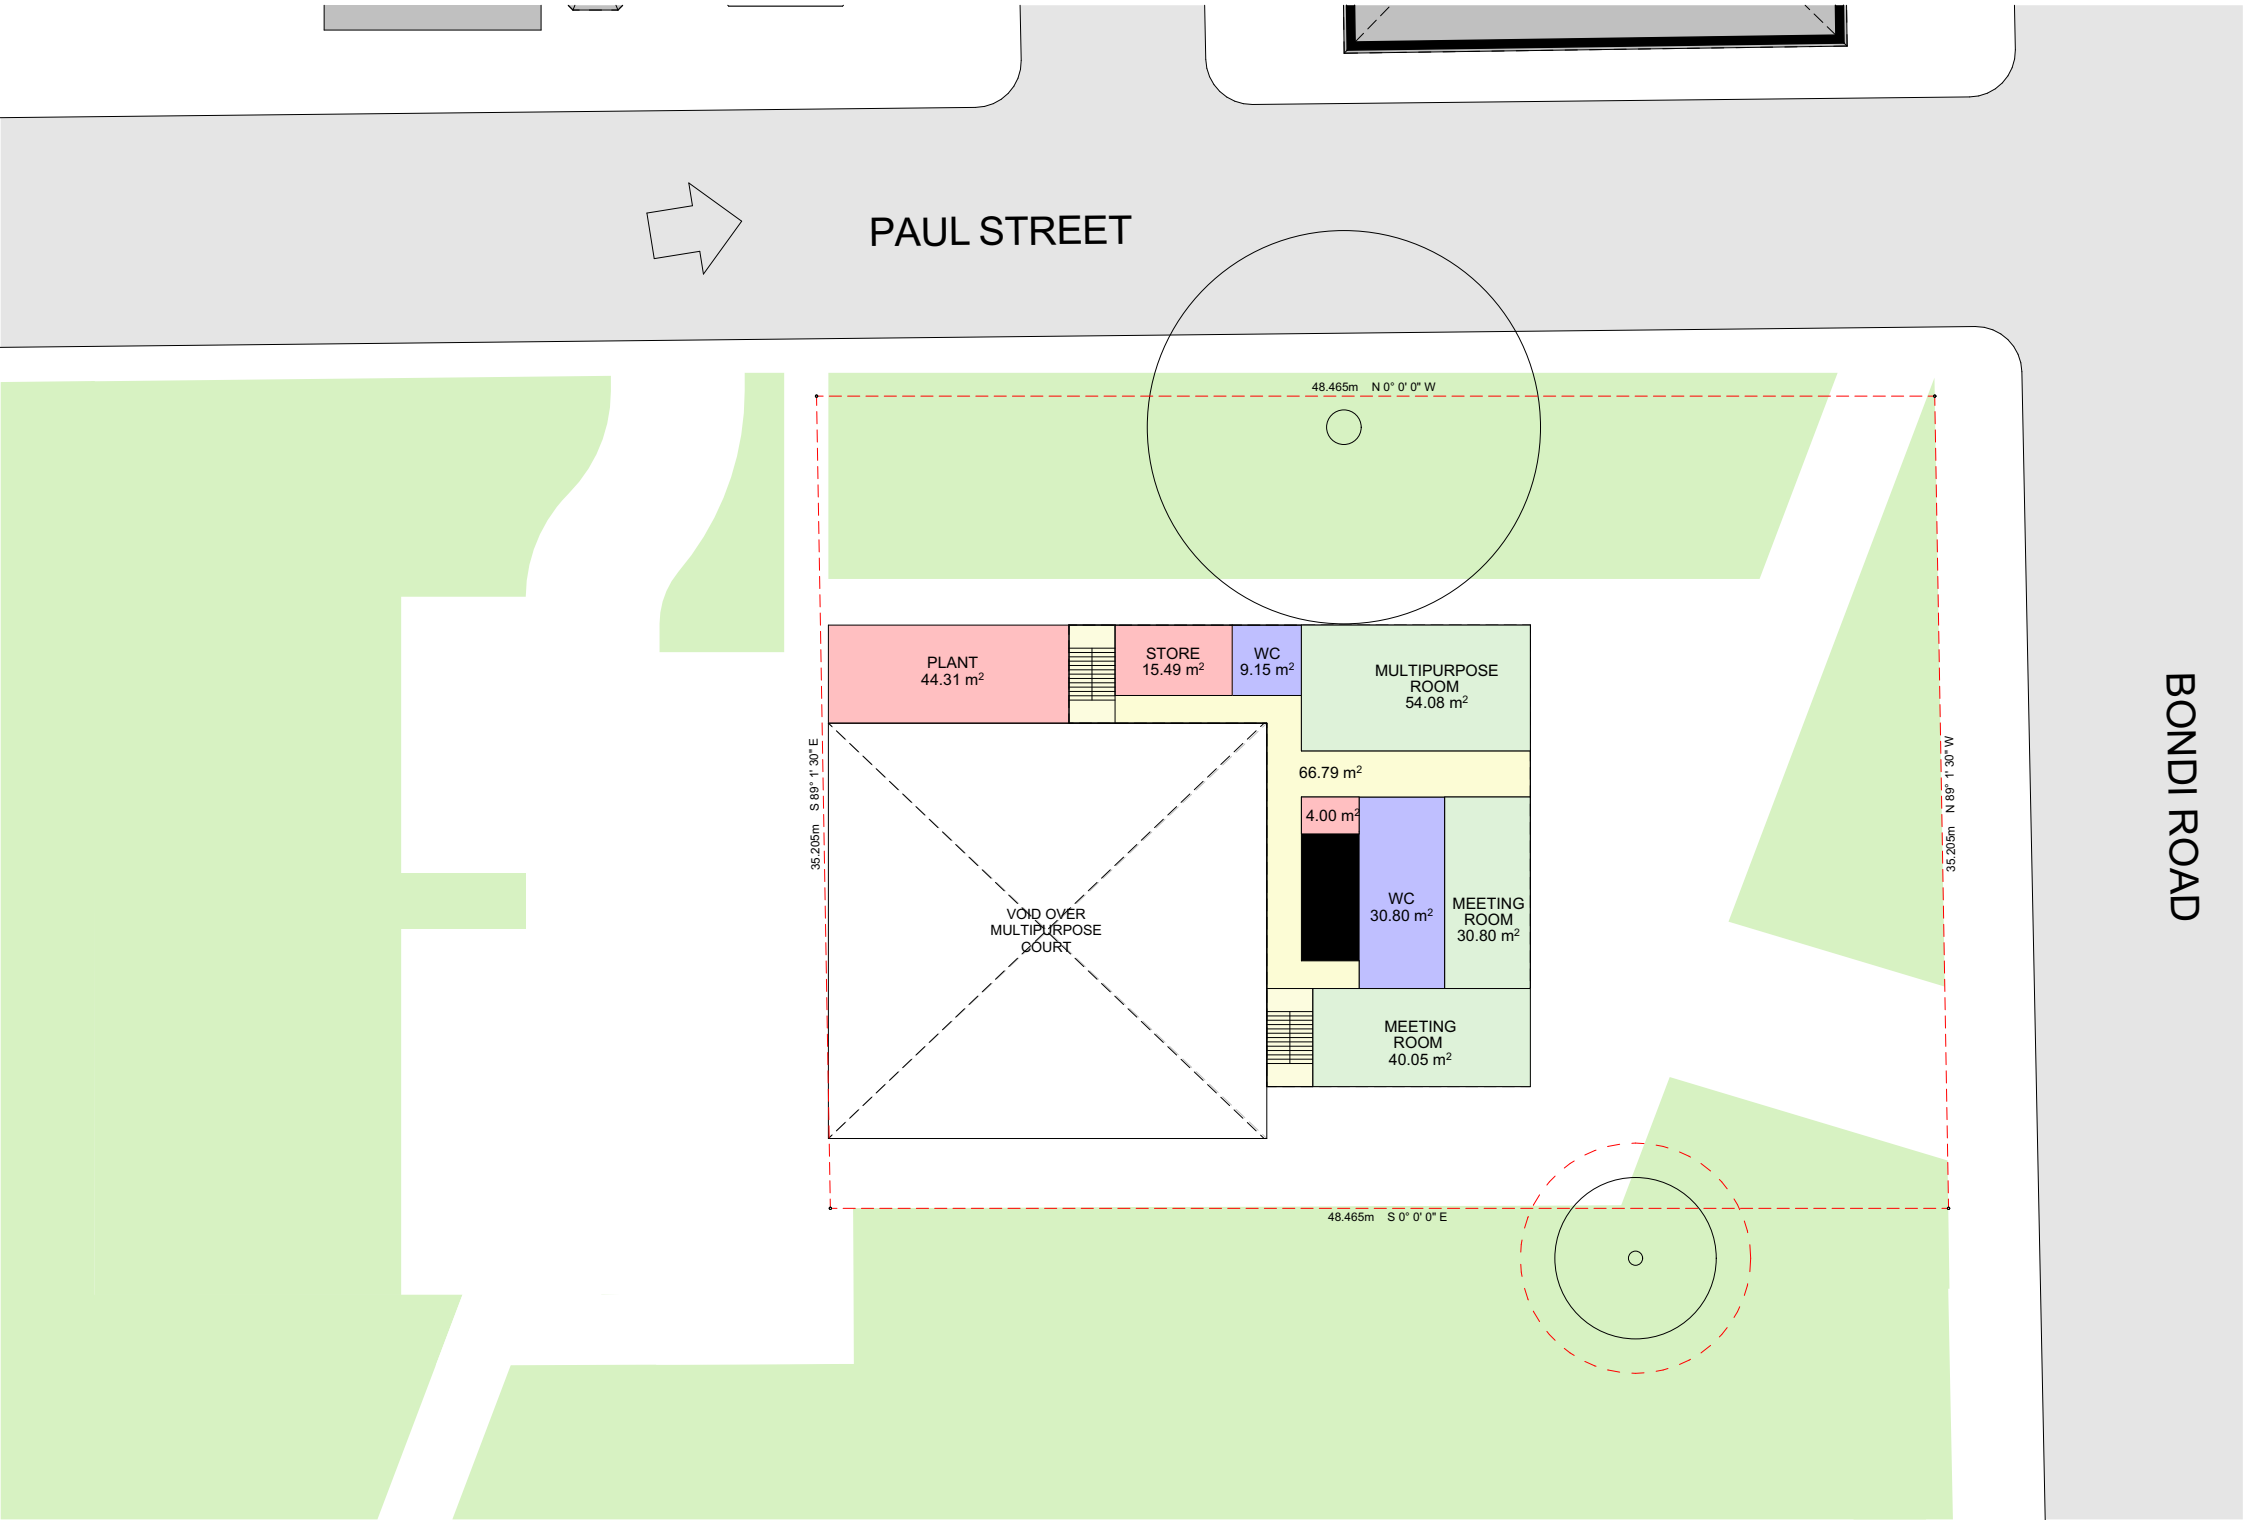 PAUL STREET
48.465m N 0° 0' 0" W
PLANT
44.31 m²
STORE
15.49 m²
WC
9.15 m²
MULTIPURPOSE
ROOM
54.08 m²
66.79 m²
4.00 m²
WC
30.80 m²
MEETING
ROOM
30.80 m²
VOID OVER
MULTIPURPOSE
COURT
MEETING
ROOM
40.05 m²
35.205m S 89° 1' 30" E
35.205m N 89° 1' 30" W
BONDI ROAD
48.465m S 0° 0' 0" E